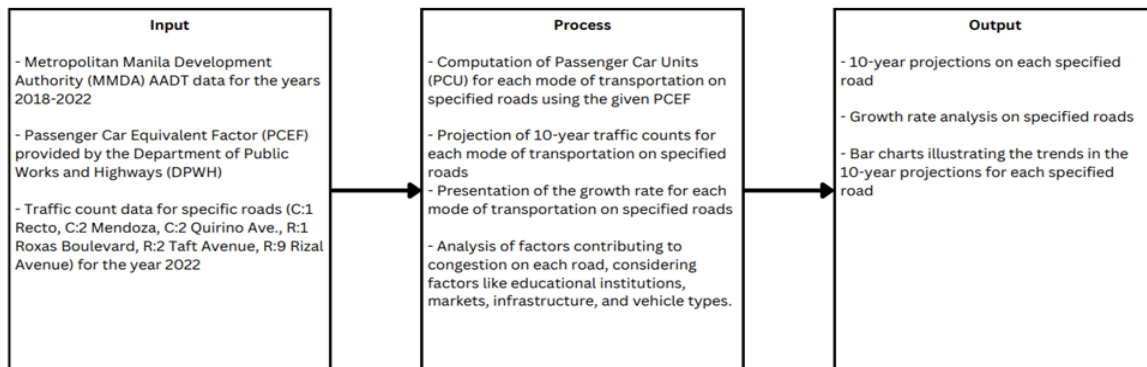 Input
- Metropolitan Manila Development
Authority (MMDA) AADT data for the years
2018-2022
- Passenger Car Equivalent Factor (PCEF)
provided by the Department of Public
Works and Highways (DPWH)
- Traffic count data for specific roads (C:1
Recto, C:2 Mendoza, C:2 Quirino Ave., R:1
Roxas Boulevard, R:2 Taft Avenue, R:9 Rizal
Avenue) for the year 2022
Process
- Computation of Passenger Car Units
(PCU) for each mode of transportation on
specified roads using the given PCEF
- Projection of 10-year traffic counts for
each mode of transportation on specified
roads
- Presentation of the growth rate for each
mode of transportation on specified roads
- Analysis of factors contributing to
congestion on each road, considering
factors like educational institutions,
markets, infrastructure, and vehicle types.
Output
- 10-year projections on each specified
road
- Growth rate analysis on specified roads
- Bar charts illustrating the trends in the
10-year projections for each specified
road